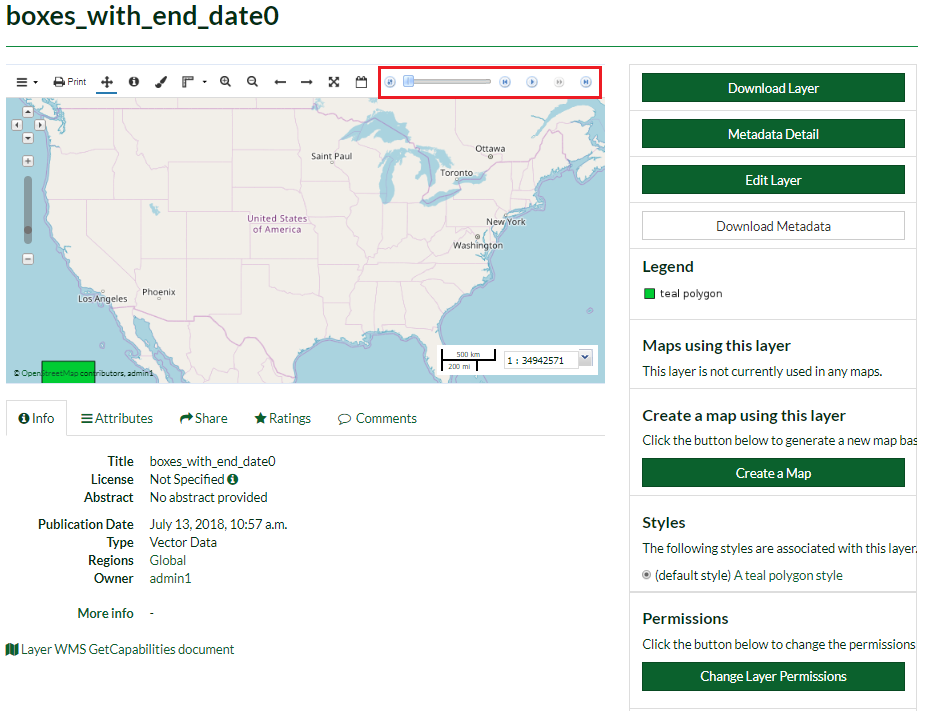 boxes_with_end_date0
Print
Saint Paul
Ottawa
Toronto
United States
of America
New York
Washington
Los Angeles
Phoenix
500 km
200 mi
1 : 34942571
© OpenStreetMap contributors, admin1
Info
Attributes
Share
Ratings
Comments
Title boxes_with_end_date0
License Not Specified
Abstract No abstract provided
Publication Date July 13, 2018, 10:57 a.m.
Type Vector Data
Regions Global
Owner admin1
More info -
Layer WMS GetCapabilities document
Download Layer
Metadata Detail
Edit Layer
Download Metadata
Legend
teal polygon
Maps using this layer
This layer is not currently used in any maps.
Create a map using this layer
Click the button below to generate a new map bas
Create a Map
Styles
The following styles are associated with this layer.
(default style) A teal polygon style
Permissions
Click the button below to change the permissions
Change Layer Permissions